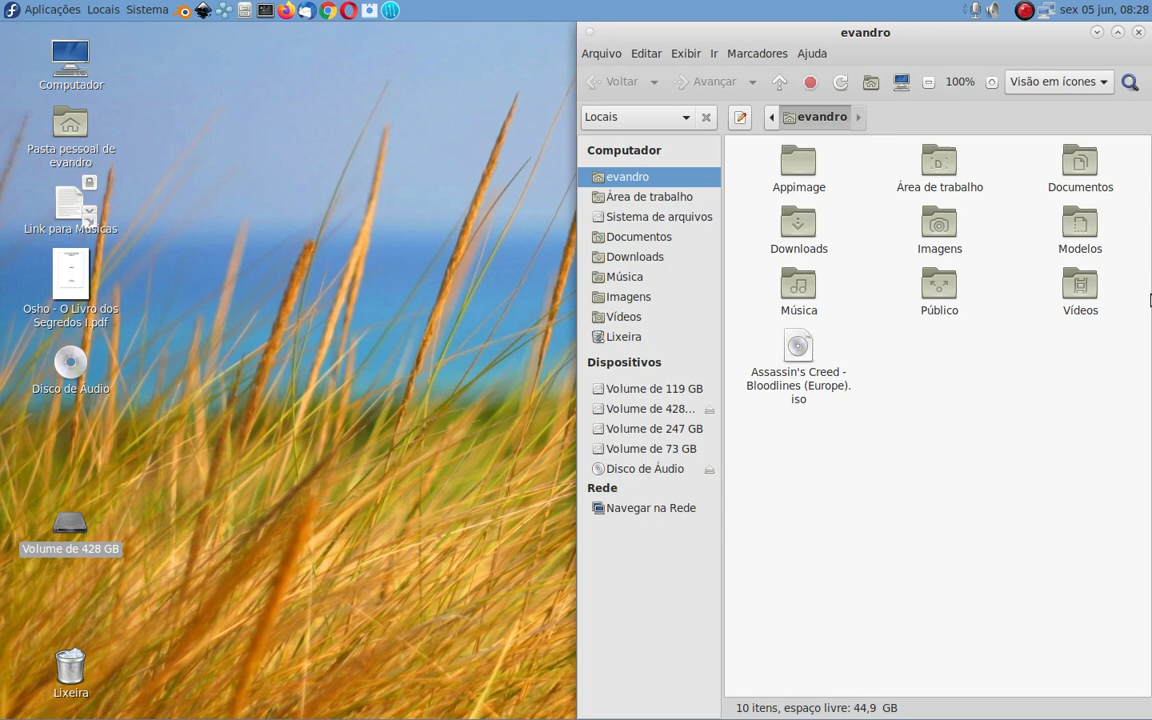 Aplicações Locais Sistema
sex 05 jun, 08:28
Computador
Pasta pessoal de
evandro
Link para Músicas
Osho - O Livro dos
Segredos I.pdf
Disco de Áudio
Volume de 428 GB
Lixeira
evandro
Arquivo Editar Exibir Ir Marcadores Ajuda
Voltar Avançar 100% Visão em ícones
Locais evandro
Computador
evandro
Área de trabalho
Sistema de arquivos
Documentos
Downloads
Música
Imagens
Vídeos
Lixeira
Dispositivos
Volume de 119 GB
Volume de 428...
Volume de 247 GB
Volume de 73 GB
Disco de Áudio
Rede
Navegar na Rede
Appimage Área de trabalho Documentos
Downloads Imagens Modelos
Música Público Vídeos
Assassin's Creed -
Bloodlines (Europe).
iso
10 itens, espaço livre: 44,9 GB